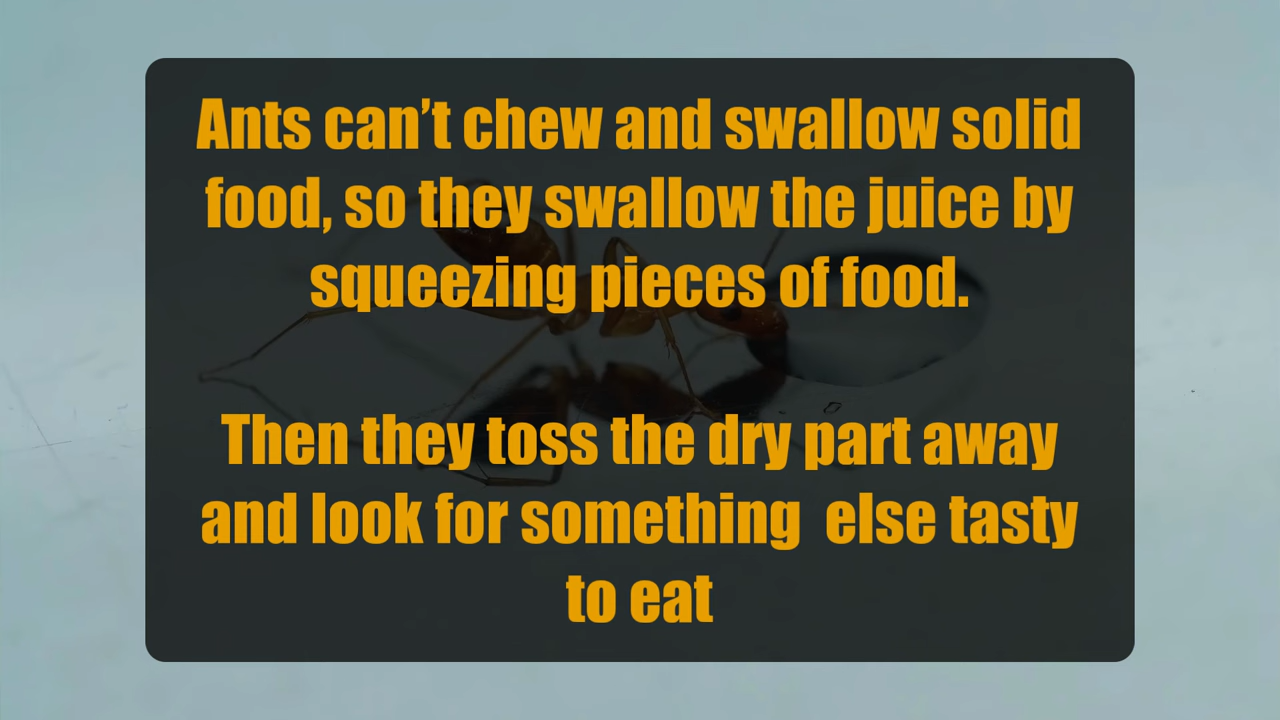 Ants can’t chew and swallow solid
food, so they swallow the juice by
squeezing pieces of food.
Then they toss the dry part away
and look for something  else tasty
to eat